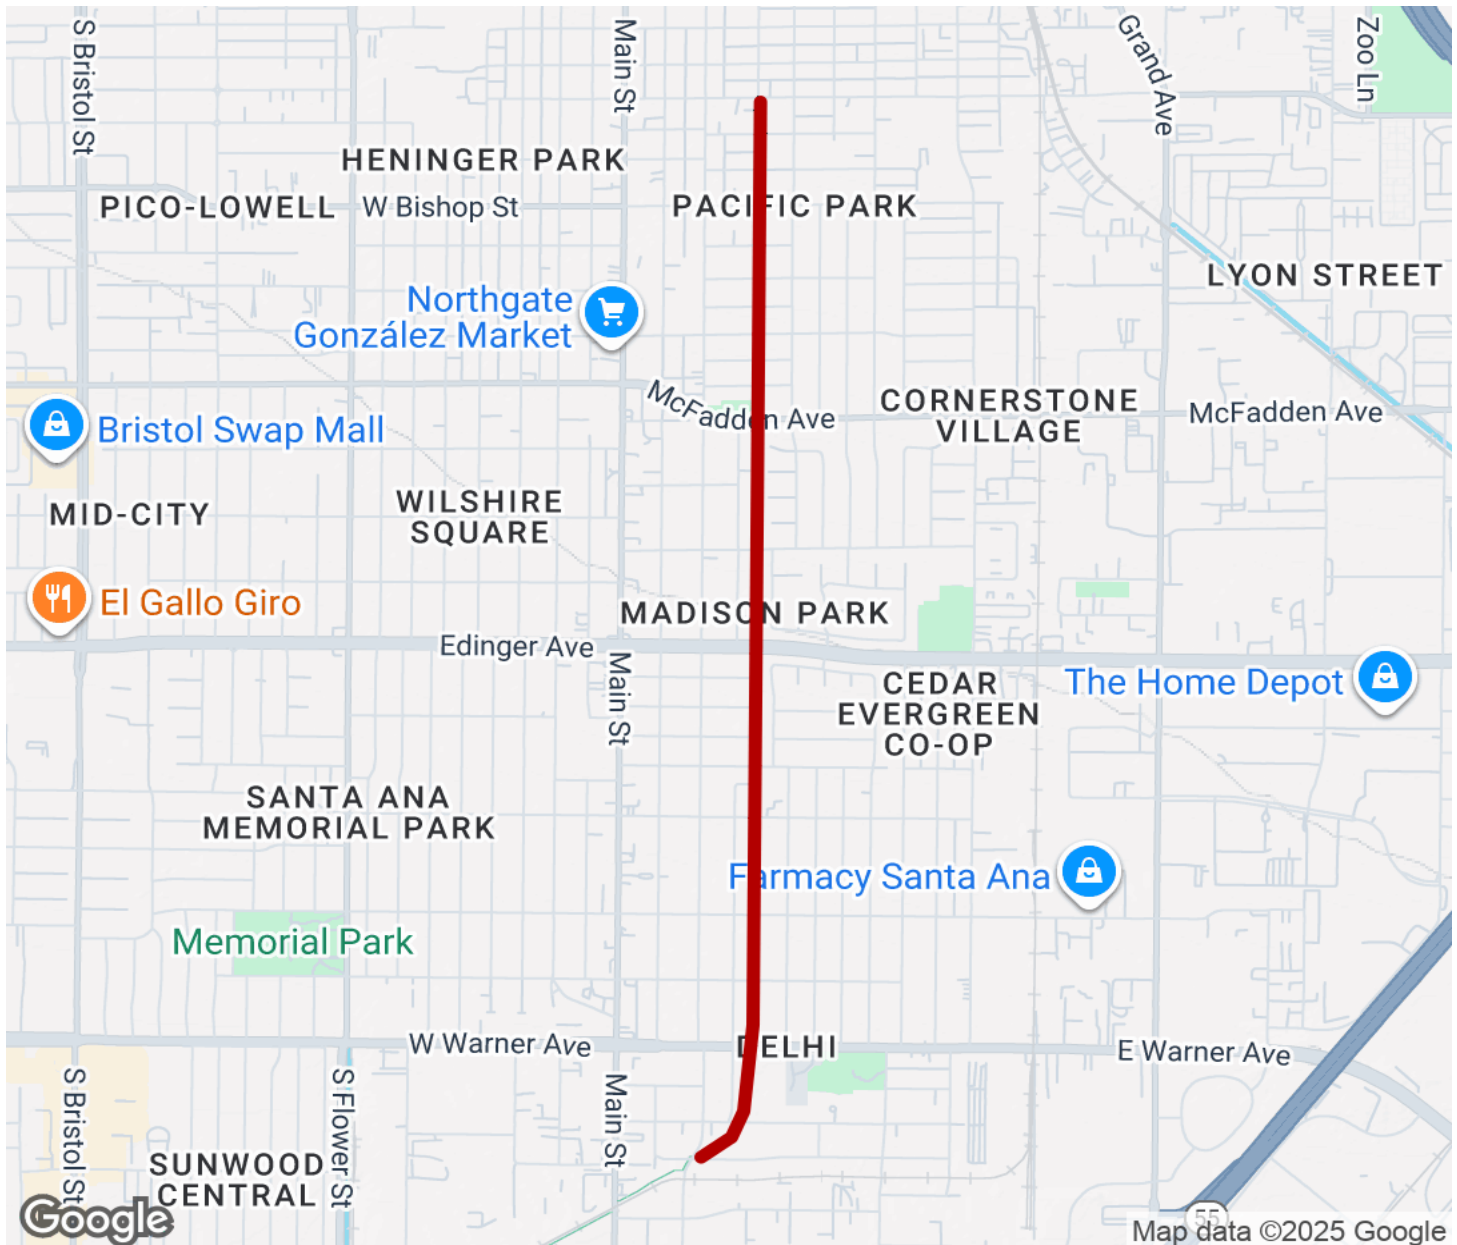 S Bristol St
Main St
Grand Ave
Zoo Ln
HENINGER PARK
PICO-LOWELL
W Bishop St
PACIFIC PARK
LYON STREET
Northgate
González Market
McFadden Ave
CORNERSTONE
VILLAGE
McFadden Ave
Bristol Swap Mall
MID-CITY
WILSHIRE
SQUARE
El Gallo Giro
MADISON PARK
Edinger Ave
Main St
CEDAR
EVERGREEN
CO-OP
The Home Depot
SANTA ANA
MEMORIAL PARK
Farmacy Santa Ana
Memorial Park
W Warner Ave
DELHI
E Warner Ave
S Bristol St
S Flower St
Main St
SUNWOOD
CENTRAL
55
Google
Map data ©2025 Google